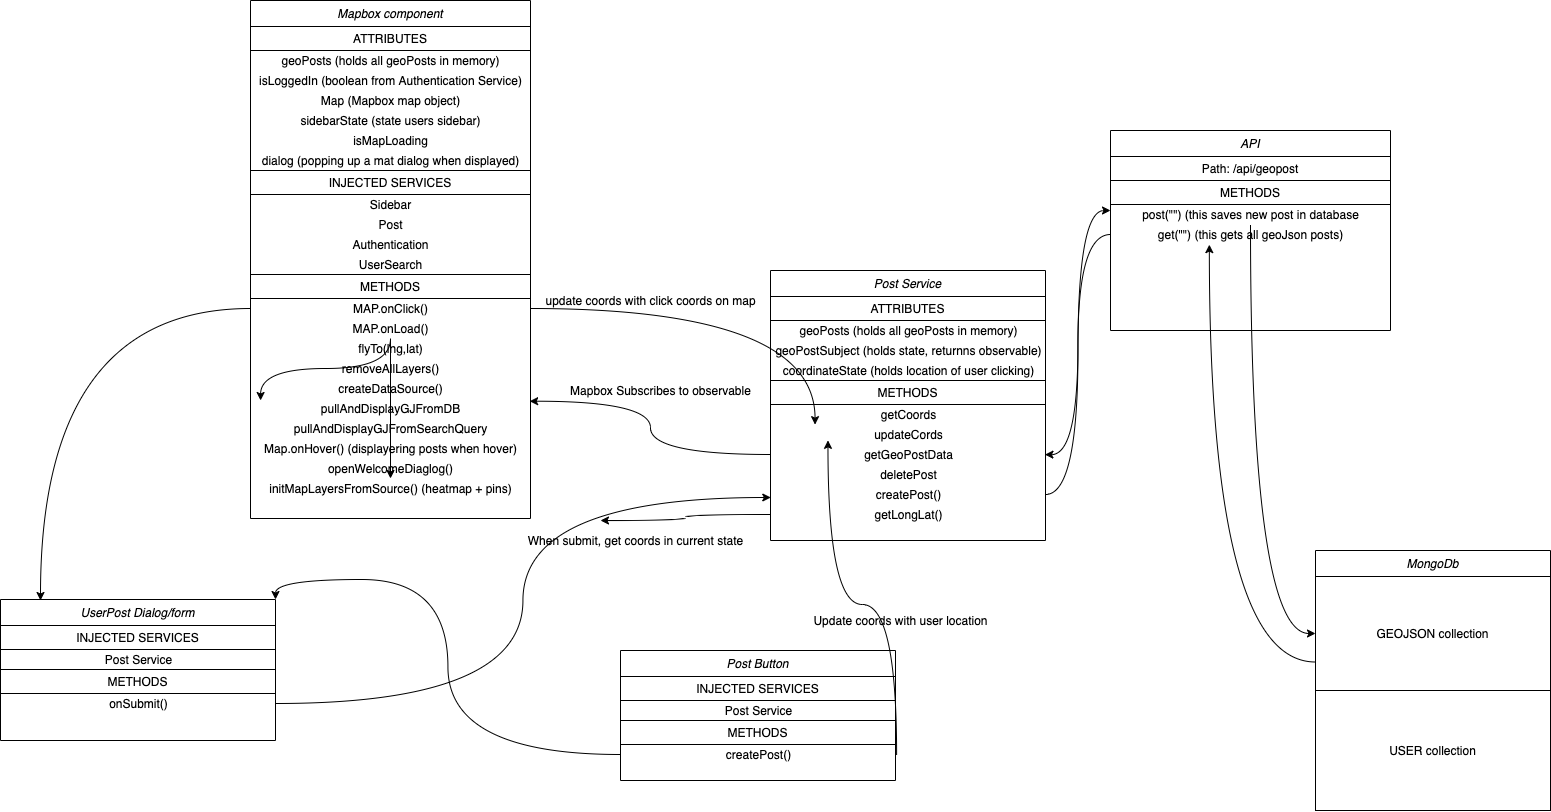 Mapbox component
ATTRIBUTES
geoPosts (holds all geoPosts in memory)
isLoggedIn (boolean from Authentication Service)
Map (Mapbox map object)
sidebarState (state users sidebar)
isMapLoading
dialog (popping up a mat dialog when displayed)
INJECTED SERVICES
Sidebar
Post
Authentication
UserSearch
METHODS
MAP.onClick()
MAP.onLoad()
flyTo(lng,lat)
removeAllLayers()
createDataSource()
pullAndDisplayGJFromDB
pullAndDisplayGJFromSearchQuery
Map.onHover() (displayering posts when hover)
openWelcomeDiaglog()
initMapLayersFromSource() (heatmap + pins)
update coords with click coords on map
Mapbox Subscribes to observable
When submit, get coords in current state
Post Service
ATTRIBUTES
geoPosts (holds all geoPosts in memory)
geoPostSubject (holds state, returnns observable)
coordinateState (holds location of user clicking)
METHODS
getCoords
updateCords
getGeoPostData
deletePost
createPost()
getLongLat()
API
Path: /api/geopost
METHODS
post("") (this saves new post in database
get("") (this gets all geoJson posts)
MongoDb
GEOJSON collection
USER collection
UserPost Dialog/form
INJECTED SERVICES
Post Service
METHODS
onSubmit()
Update coords with user location
Post Button
INJECTED SERVICES
Post Service
METHODS
createPost()